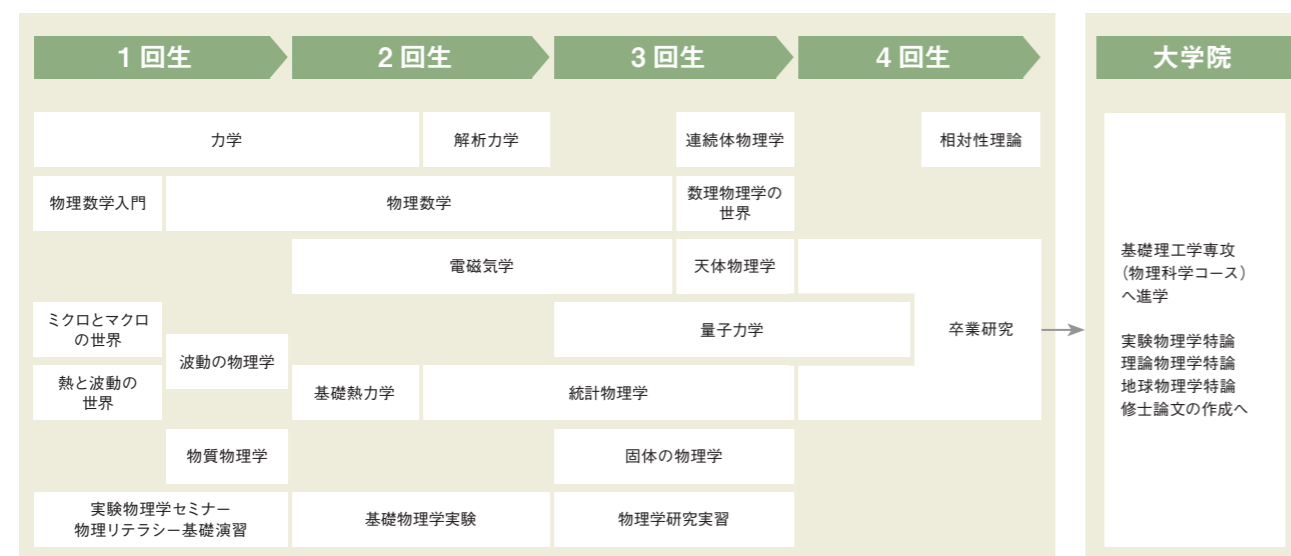 1回生
2回生
3回生
4回生
大学院
力学
解析力学
連続体物理学
相対性理論
物理数学入門
物理数学
数理物理学の
世界
電磁気学
天体物理学
ミクロとマクロ
の世界
波動の物理学
量子力学
卒業研究
熱と波動の
世界
基礎熱力学
統計物理学
物質物理学
固体の物理学
実験物理学セミナー
物理リテラシー基礎演習
基礎物理学実験
物理学研究実習
基礎理工学専攻
（物理科学コース）
へ進学
実験物理学特論
理論物理学特論
地球物理学特論
修士論文の作成へ